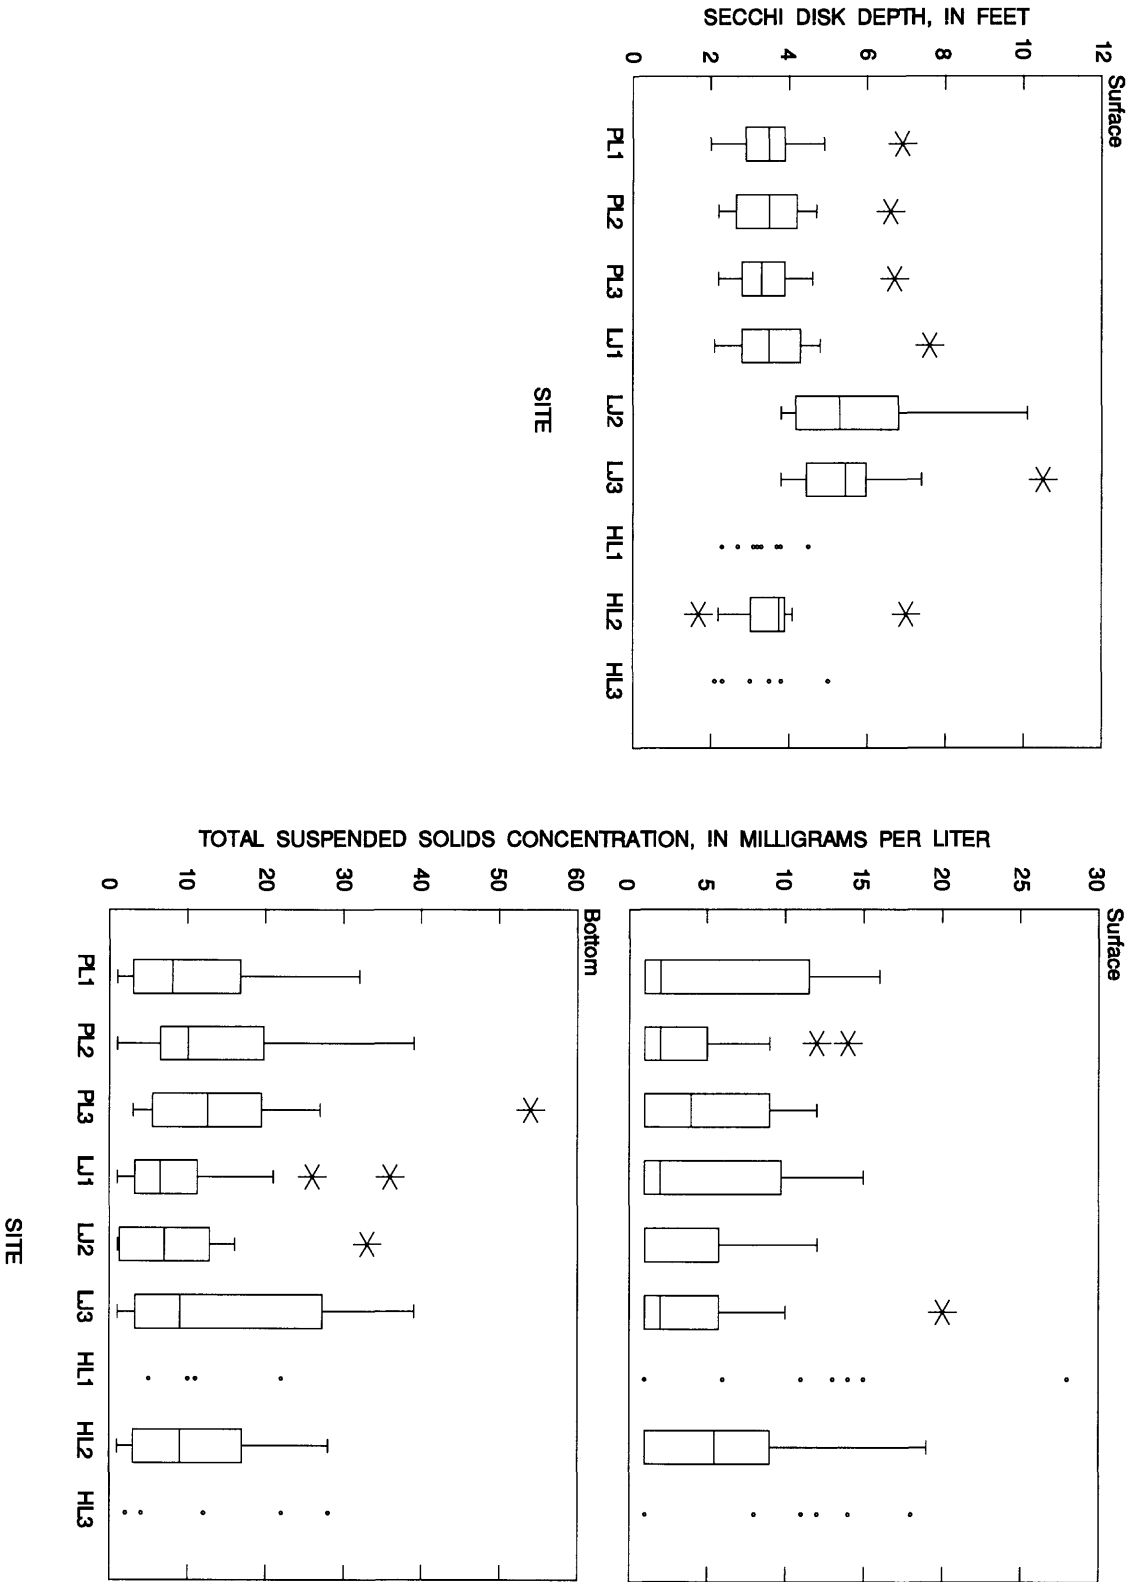 Surface
SECCHI DISK DEPTH, IN FEET
12
10
8
6
4
2
0
PL1 PL2 PL3 LJ1 LJ2 LJ3 HL1 HL2 HL3
SITE
TOTAL SUSPENDED SOLIDS CONCENTRATION, IN MILLIGRAMS PER LITER
Surface
30
25
20
15
10
5
0
Bottom
60
50
40
30
20
10
0
PL1 PL2 PL3 LJ1 LJ2 LJ3 HL1 HL2 HL3
SITE